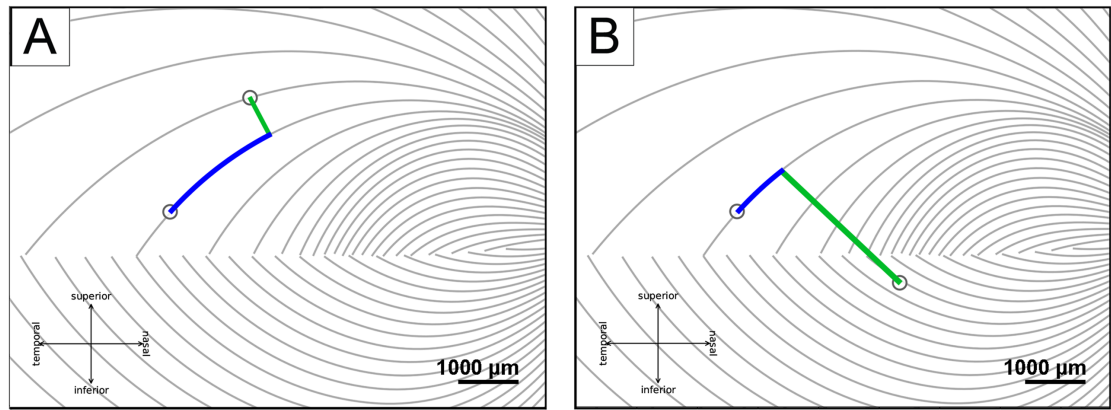 A
superior
temporal
nasal
inferior
1000 µm
B
superior
temporal
nasal
inferior
1000 µm